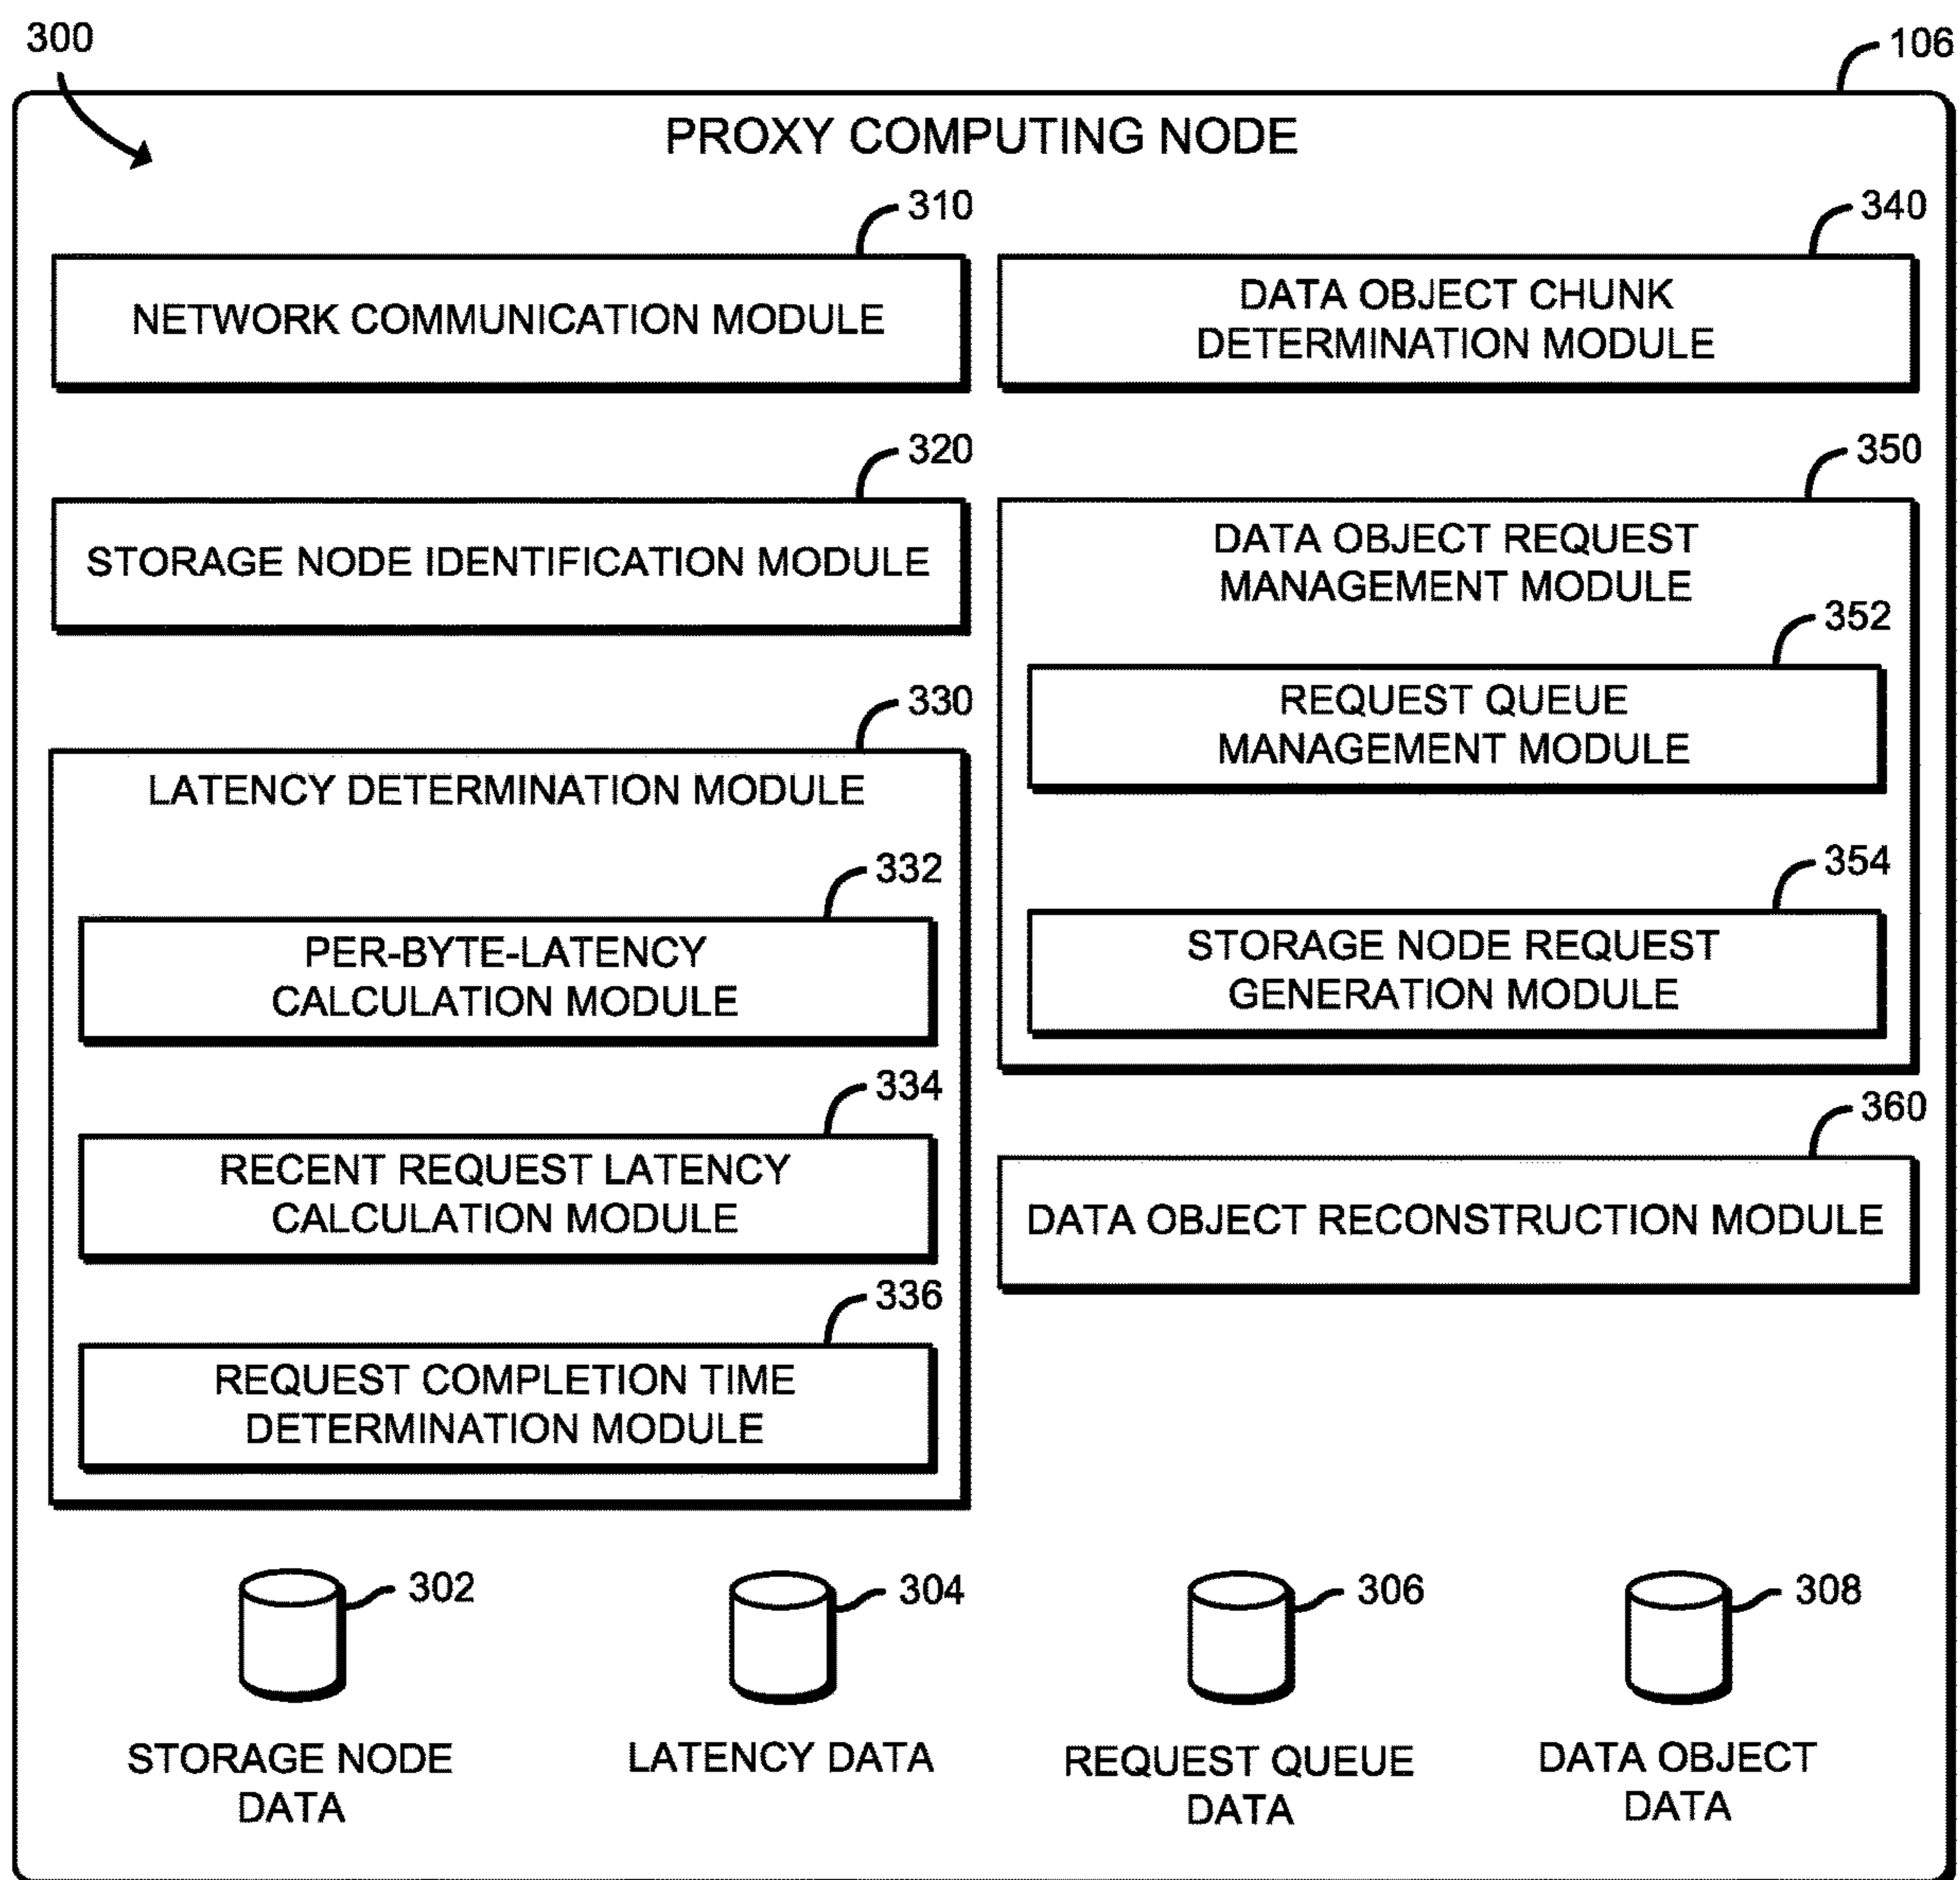 300
106
PROXY COMPUTING NODE
310
NETWORK COMMUNICATION MODULE
340
DATA OBJECT CHUNK
DETERMINATION MODULE
320
STORAGE NODE IDENTIFICATION MODULE
350
DATA OBJECT REQUEST
MANAGEMENT MODULE
352
REQUEST QUEUE
MANAGEMENT MODULE
354
STORAGE NODE REQUEST
GENERATION MODULE
330
LATENCY DETERMINATION MODULE
332
PER-BYTE-LATENCY
CALCULATION MODULE
334
RECENT REQUEST LATENCY
CALCULATION MODULE
336
REQUEST COMPLETION TIME
DETERMINATION MODULE
360
DATA OBJECT RECONSTRUCTION MODULE
302
STORAGE NODE
DATA
304
LATENCY DATA
306
REQUEST QUEUE
DATA
308
DATA OBJECT
DATA